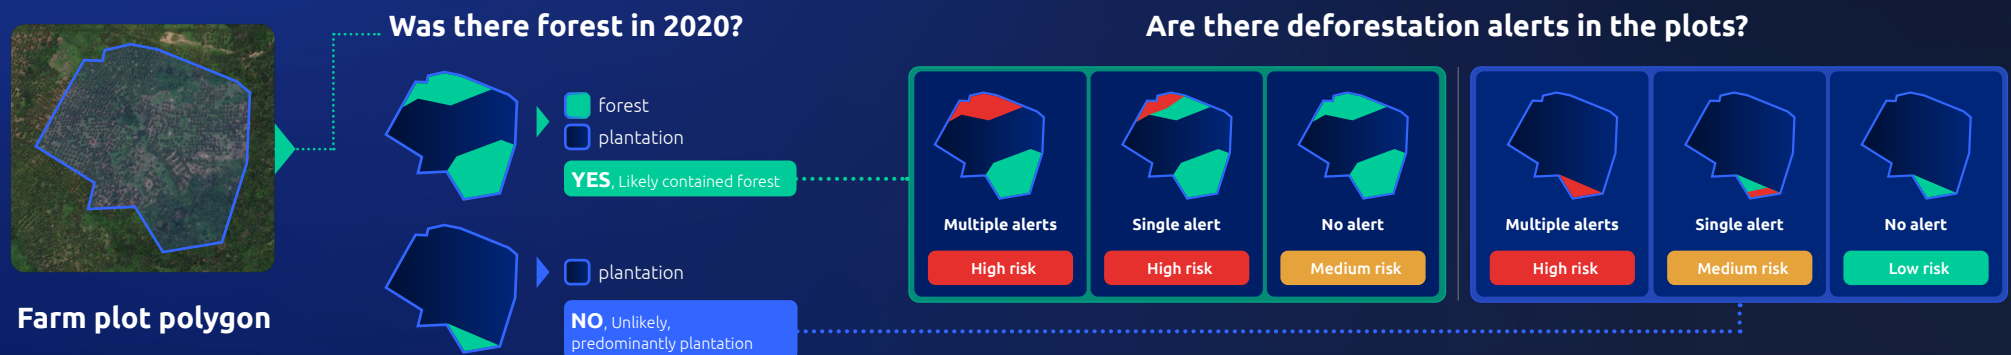 Was there forest in 2020?
Are there deforestation alerts in the plots?
forest
plantation
YES, Likely contained forest
plantation
NO, Unlikely,
predominantly plantation
Farm plot polygon
Multiple alerts
Single alert
No alert
High risk
High risk
Medium risk
Multiple alerts
Single alert
No alert
High risk
Medium risk
Low risk